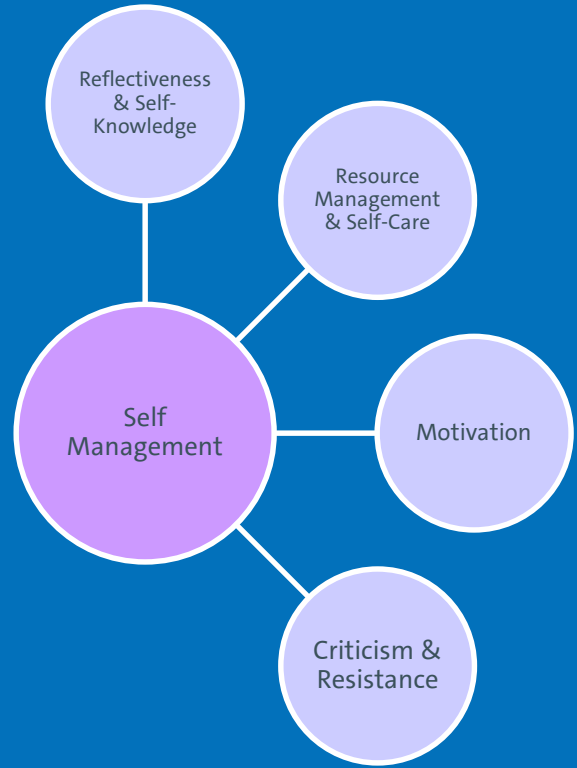 Reflectiveness
& Self-
Knowledge
Resource
Management
& Self-Care
Self
Management
Motivation
Criticism &
Resistance